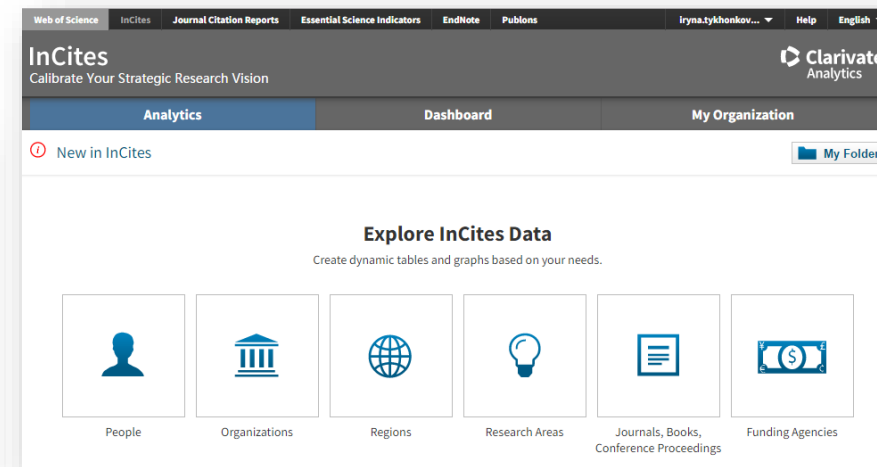 Web of Science InCites Journal Citation Reports Essential Science Indicators EndNote Publons iryna.tykhonkov... Help English
InCites
Calibrate Your Strategic Research Vision
Clarivate
Analytics
Analytics Dashboard My Organization
New in InCites
My Folder
Explore InCites Data
Create dynamic tables and graphs based on your needs.
People Organizations Regions Research Areas Journals, Books, Funding Agencies
Conference Proceedings